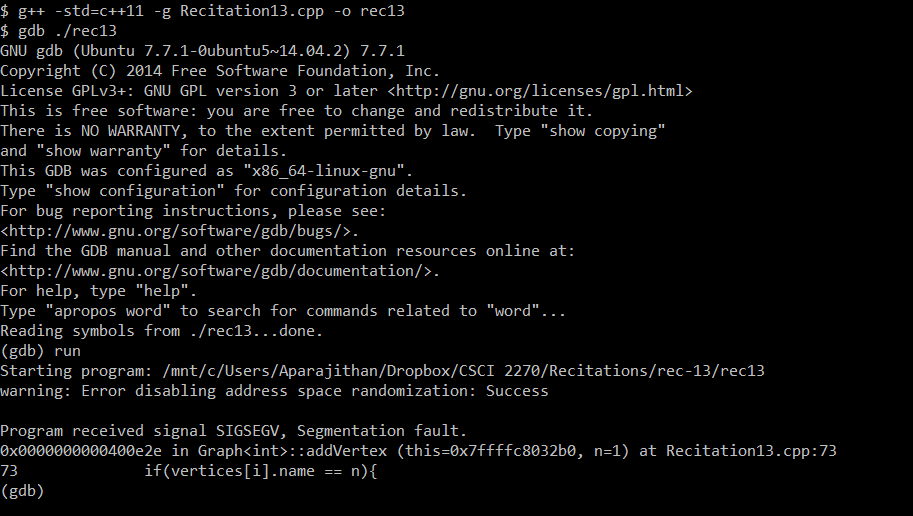 $ g++ -std=c++11 -g Recitation13.cpp -o rec13
$ gdb ./rec13
GNU gdb (Ubuntu 7.7.1-0ubuntu5~14.04.2) 7.7.1
Copyright (C) 2014 Free Software Foundation, Inc.
License GPLv3+: GNU GPL version 3 or later <http://gnu.org/licenses/gpl.html>
This is free software: you are free to change and redistribute it.
There is NO WARRANTY, to the extent permitted by law.  Type "show copying"
and "show warranty" for details.
This GDB was configured as "x86_64-linux-gnu".
Type "show configuration" for configuration details.
For bug reporting instructions, please see:
<http://www.gnu.org/software/gdb/bugs/>.
Find the GDB manual and other documentation resources online at:
<http://www.gnu.org/software/gdb/documentation/>.
For help, type "help".
Type "apropos word" to search for commands related to "word"...
Reading symbols from ./rec13...done.
(gdb) run
Starting program: /mnt/c/Users/Aparajithan/Dropbox/CSCI 2270/Recitations/rec-13/rec13
warning: Error disabling address space randomization: Success

Program received signal SIGSEGV, Segmentation fault.
0x0000000000400e2e in Graph<int>::addVertex (this=0x7ffffc8032b0, n=1) at Recitation13.cpp:73
73              if(vertices[i].name == n){
(gdb)